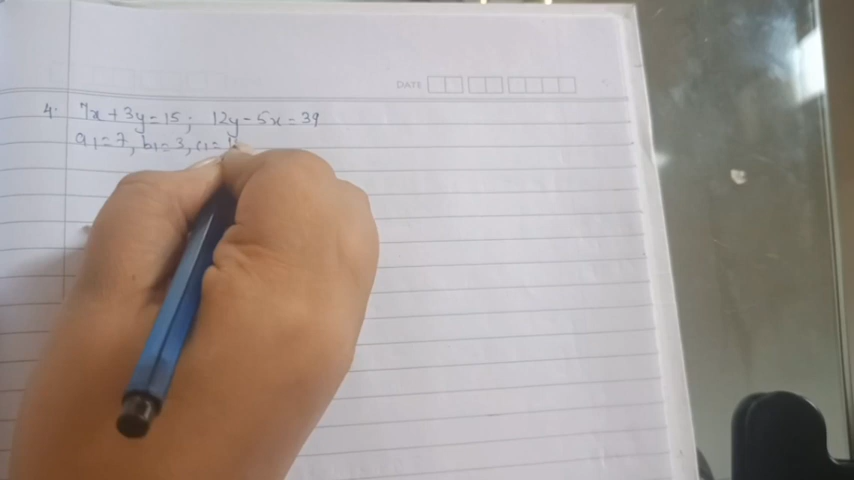 DATE
4. 7x + 3y = 15 ; 12y - 5x = 39
a1 = 7, b1 = 3, c1 =